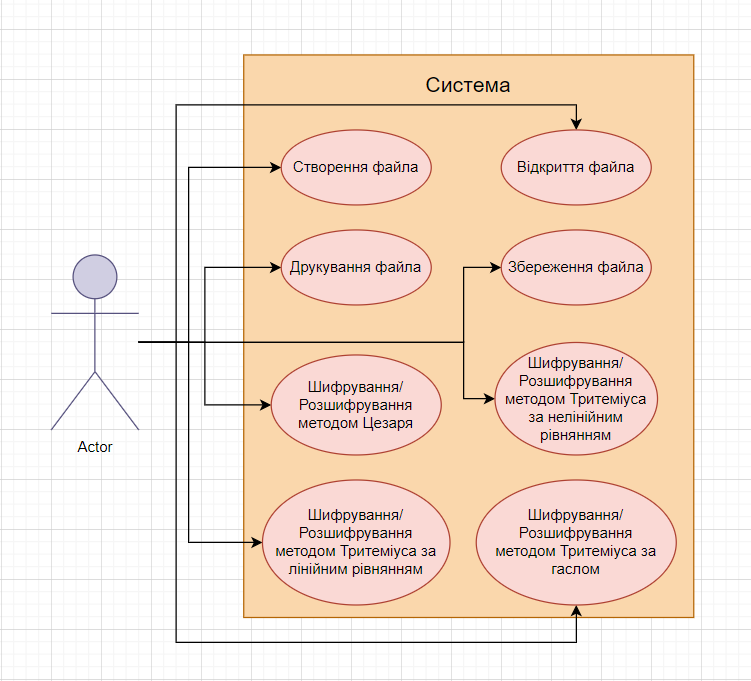 Система
Створення файла
Відкриття файла
Друкування файла
Збереження файла
Шифрування/
Розшифрування
методом Цезаря
Шифрування/
Розшифрування
методом Тритеміуса
за нелінійним
рівнянням
Actor
Шифрування/
Розшифрування
методом Тритеміуса за
лінійним рівнянням
Шифрування/
Розшифрування
методом Тритеміуса за
гаслом